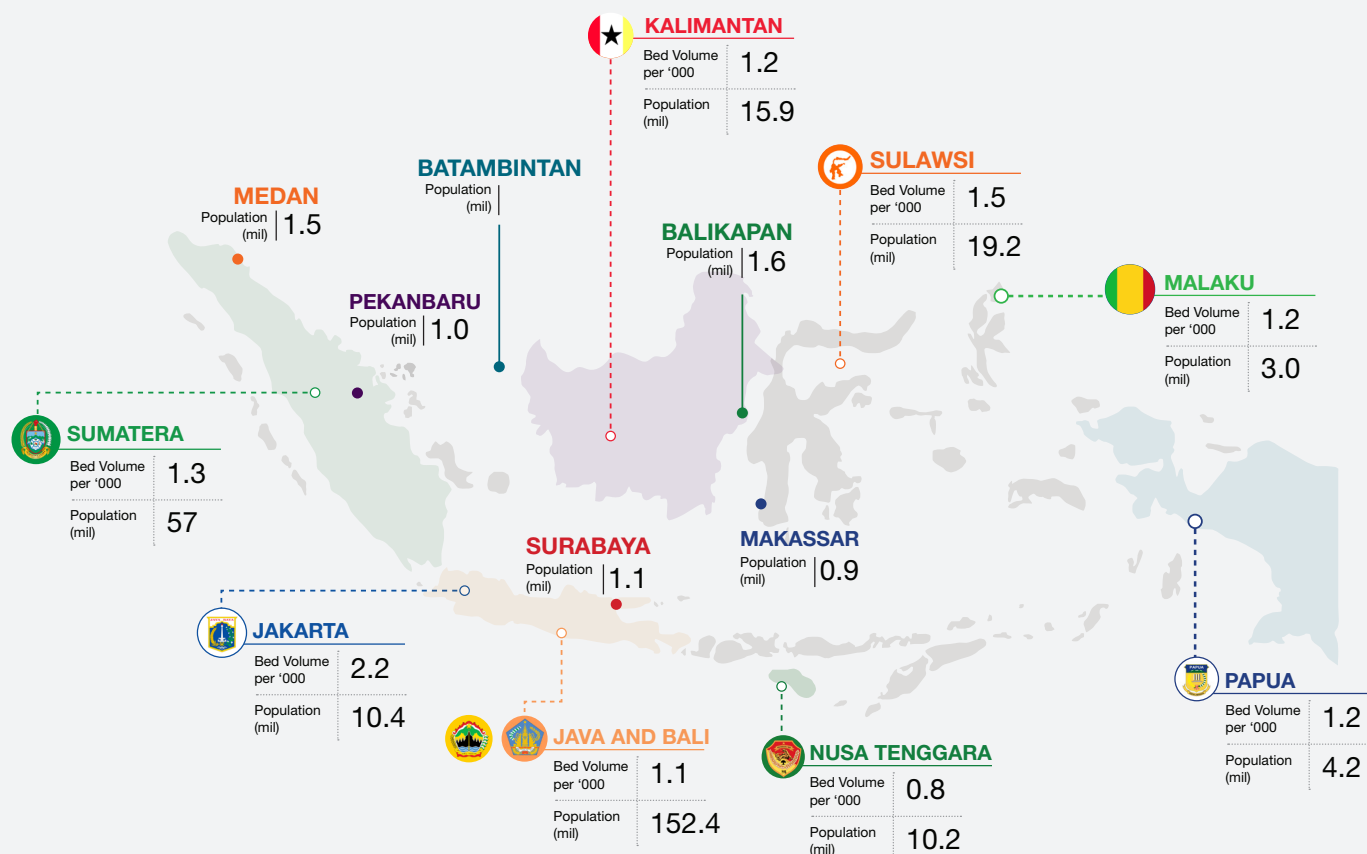 KALIMANTAN
Bed Volume
per ‘000
1.2
Population
(mil)
15.9
BATAMBINTAN
Population
(mil)
SULAWSI
Bed Volume
per ‘000
1.5
Population
(mil)
19.2
MEDAN
Population
(mil)
1.5
BALIKAPAN
Population
(mil)
1.6
MALAKU
Bed Volume
per ‘000
1.2
Population
(mil)
3.0
PEKANBARU
Population
(mil)
1.0
SUMATERA
Bed Volume
per ‘000
1.3
Population
(mil)
57
SURABAYA
Population
(mil)
1.1
MAKASSAR
Population
(mil)
0.9
JAKARTA
Bed Volume
per ‘000
2.2
Population
(mil)
10.4
PAPUA
Bed Volume
per ‘000
1.2
Population
(mil)
4.2
JAVA AND BALI
Bed Volume
per ‘000
1.1
Population
(mil)
152.4
NUSA TENGGARA
Bed Volume
per ‘000
0.8
Population
(mil)
10.2